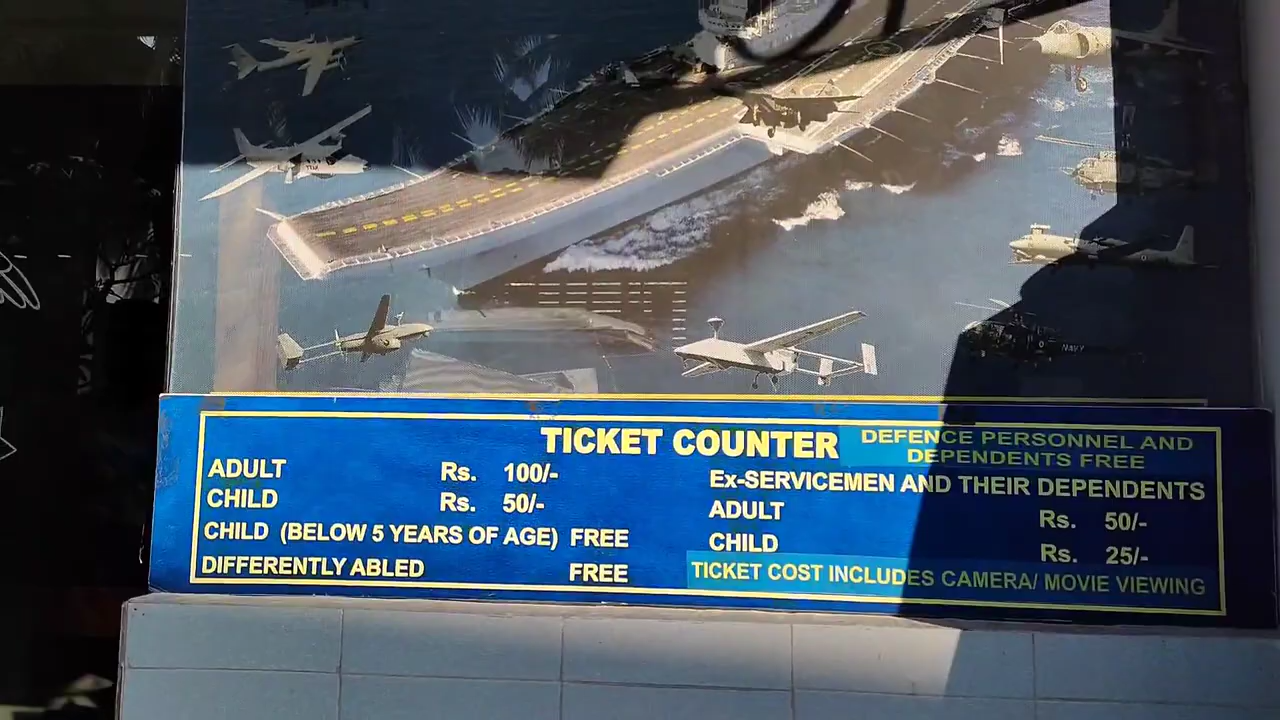 NAVY
TICKET COUNTER
DEFENCE PERSONNEL AND
DEPENDENTS FREE
ADULT Rs. 100/-
CHILD Rs. 50/-
CHILD (BELOW 5 YEARS OF AGE) FREE
DIFFERENTLY ABLED FREE
Ex-SERVICEMEN AND THEIR DEPENDENTS
ADULT Rs. 50/-
CHILD Rs. 25/-
TICKET COST INCLUDES CAMERA/ MOVIE VIEWING